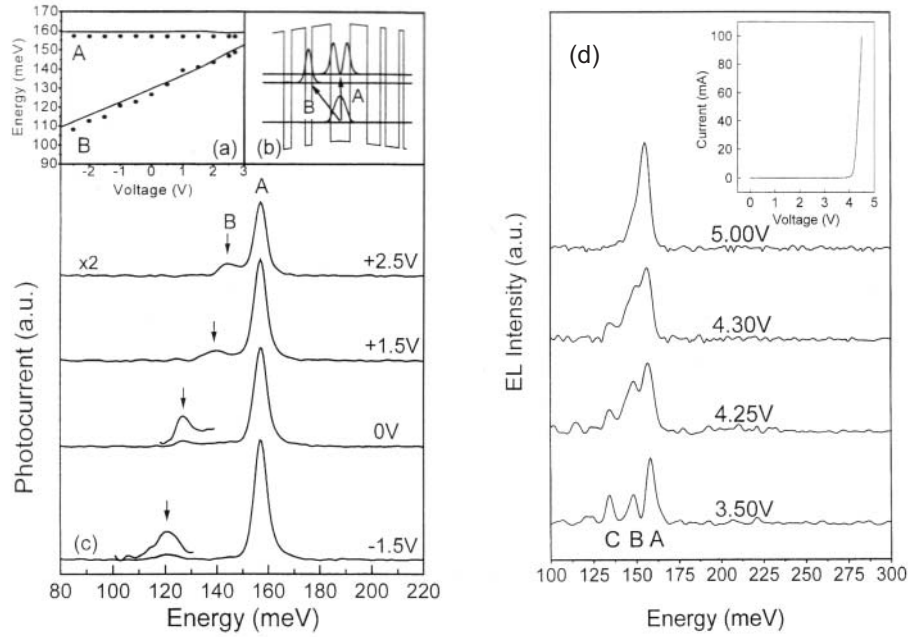 160
150
140
130
120
110
100
90
Energy (meV)
A
B
(a)
-2 -1 0 1 2 3
Voltage (V)
(b)
B
A
A
B
x2
+2.5V
+1.5V
0V
(c)
-1.5V
Photocurrent (a.u.)
80 100 120 140 160 180 200 220
Energy (meV)
(d)
100
80
60
40
20
0
Current (mA)
0 1 2 3 4 5
Voltage (V)
5.00V
4.30V
4.25V
3.50V
C B A
EL Intensity (a.u.)
100 125 150 175 200 225 250 275 300
Energy (meV)